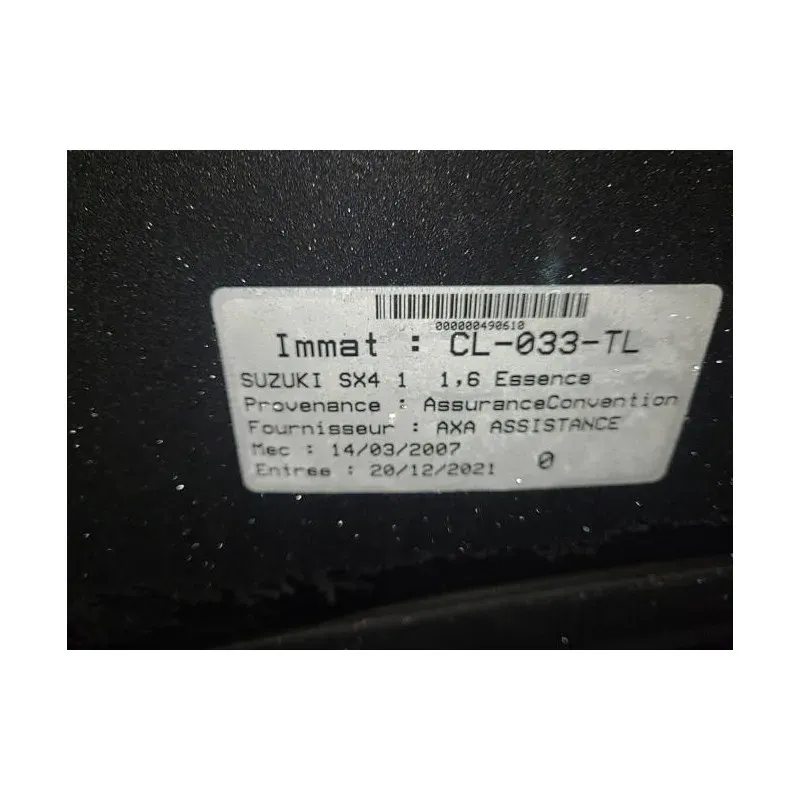 000000490610
Immat : CL-033-TL
SUZUKI SX4 1 1,6 Essence
Provenance : AssuranceConvention
Fournisseur : AXA ASSISTANCE
Mec : 14/03/2007
Entree : 20/12/2021 0